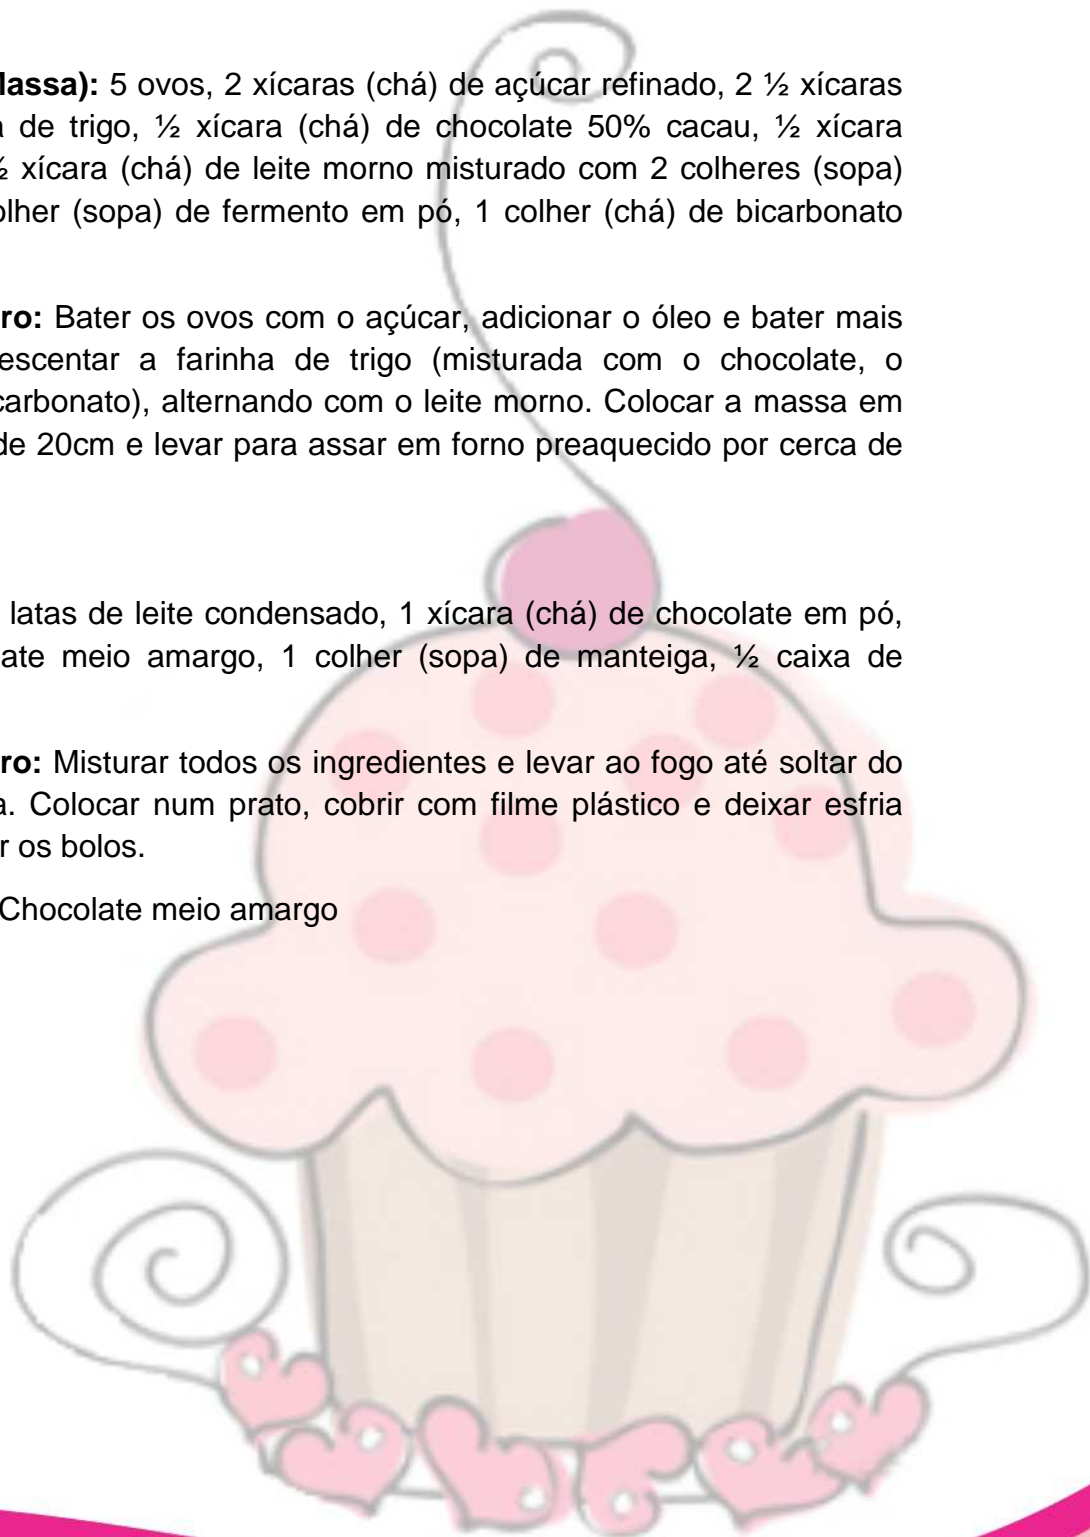 lassa): 5 ovos, 2 xícaras (chá) de açúcar refinado, 2 ½ xícaras
de trigo, ½ xícara (chá) de chocolate 50% cacau, ½ xícara
½ xícara (chá) de leite morno misturado com 2 colheres (sopa)
olher (sopa) de fermento em pó, 1 colher (chá) de bicarbonato
ro: Bater os ovos com o açúcar, adicionar o óleo e bater mais
escentar a farinha de trigo (misturada com o chocolate, o
carbonato), alternando com o leite morno. Colocar a massa em
de 20cm e levar para assar em forno preaquecido por cerca de
latas de leite condensado, 1 xícara (chá) de chocolate em pó,
ate meio amargo, 1 colher (sopa) de manteiga, ½ caixa de
ro: Misturar todos os ingredientes e levar ao fogo até soltar do
a. Colocar num prato, cobrir com filme plástico e deixar esfria
r os bolos.
Chocolate meio amargo